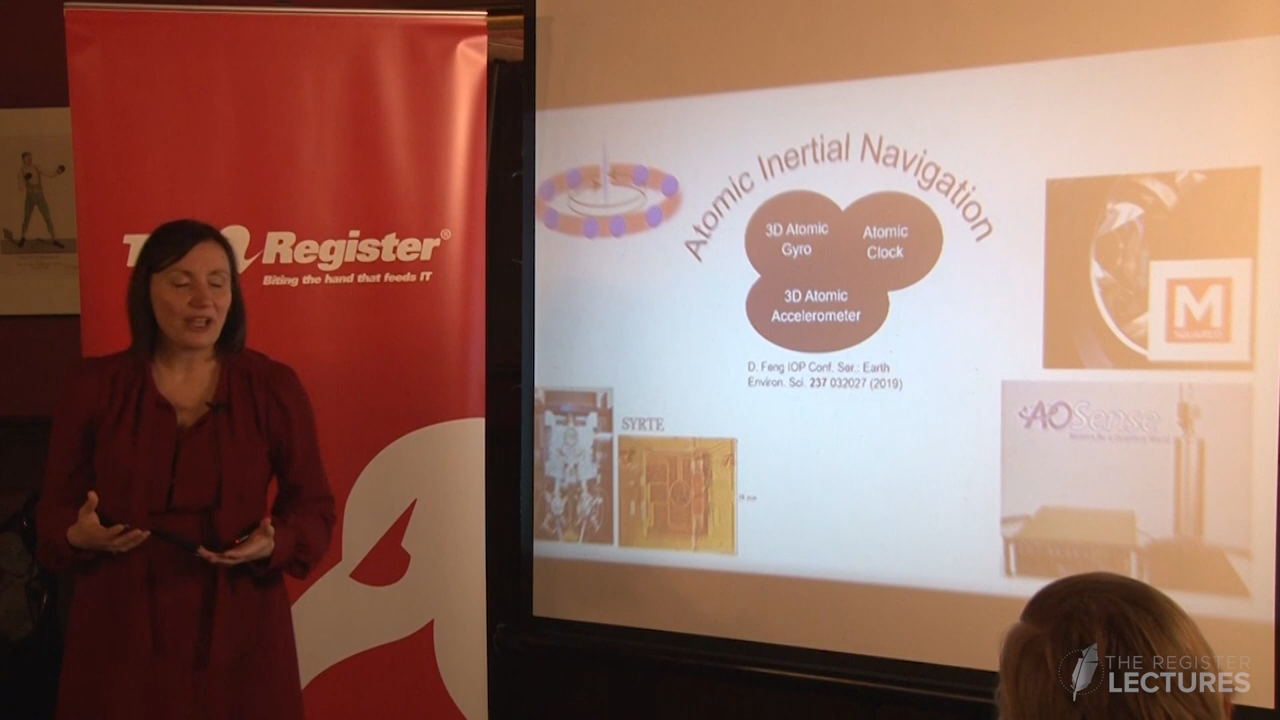 The Register®
Biting the hand that feeds IT
Atomic Inertial Navigation
3D Atomic
Gyro
Atomic
Clock
3D Atomic
Accelerometer
D. Feng IOP Conf. Ser.: Earth
Environ. Sci. 237 032027 (2019)
SYRTE
M
AOSense
THE REGISTER
LECTURES